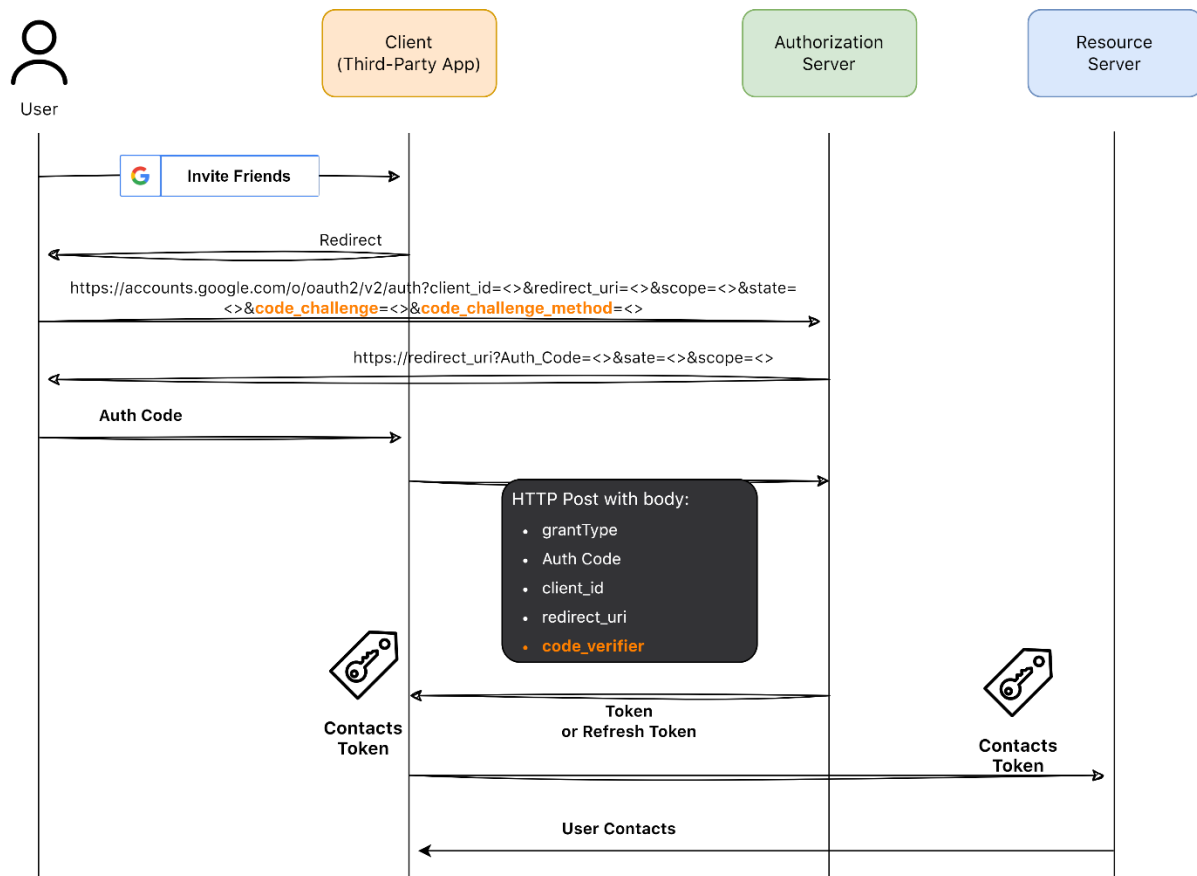 User
Client
(Third-Party App)
Authorization
Server
Resource
Server
G
Invite Friends
Redirect
https://accounts.google.com/o/oauth2/v2/auth?client_id=<>&redirect_uri=<>&scope=<>&state=
<>&code_challenge=<>&code_challenge_method=<>
https://redirect_uri?Auth_Code=<>&sate=<>&scope=<>
Auth Code
HTTP Post with body:
• grantType
• Auth Code
• client_id
• redirect_uri
• code_verifier
Contacts
Token
Token
or Refresh Token
Contacts
Token
User Contacts